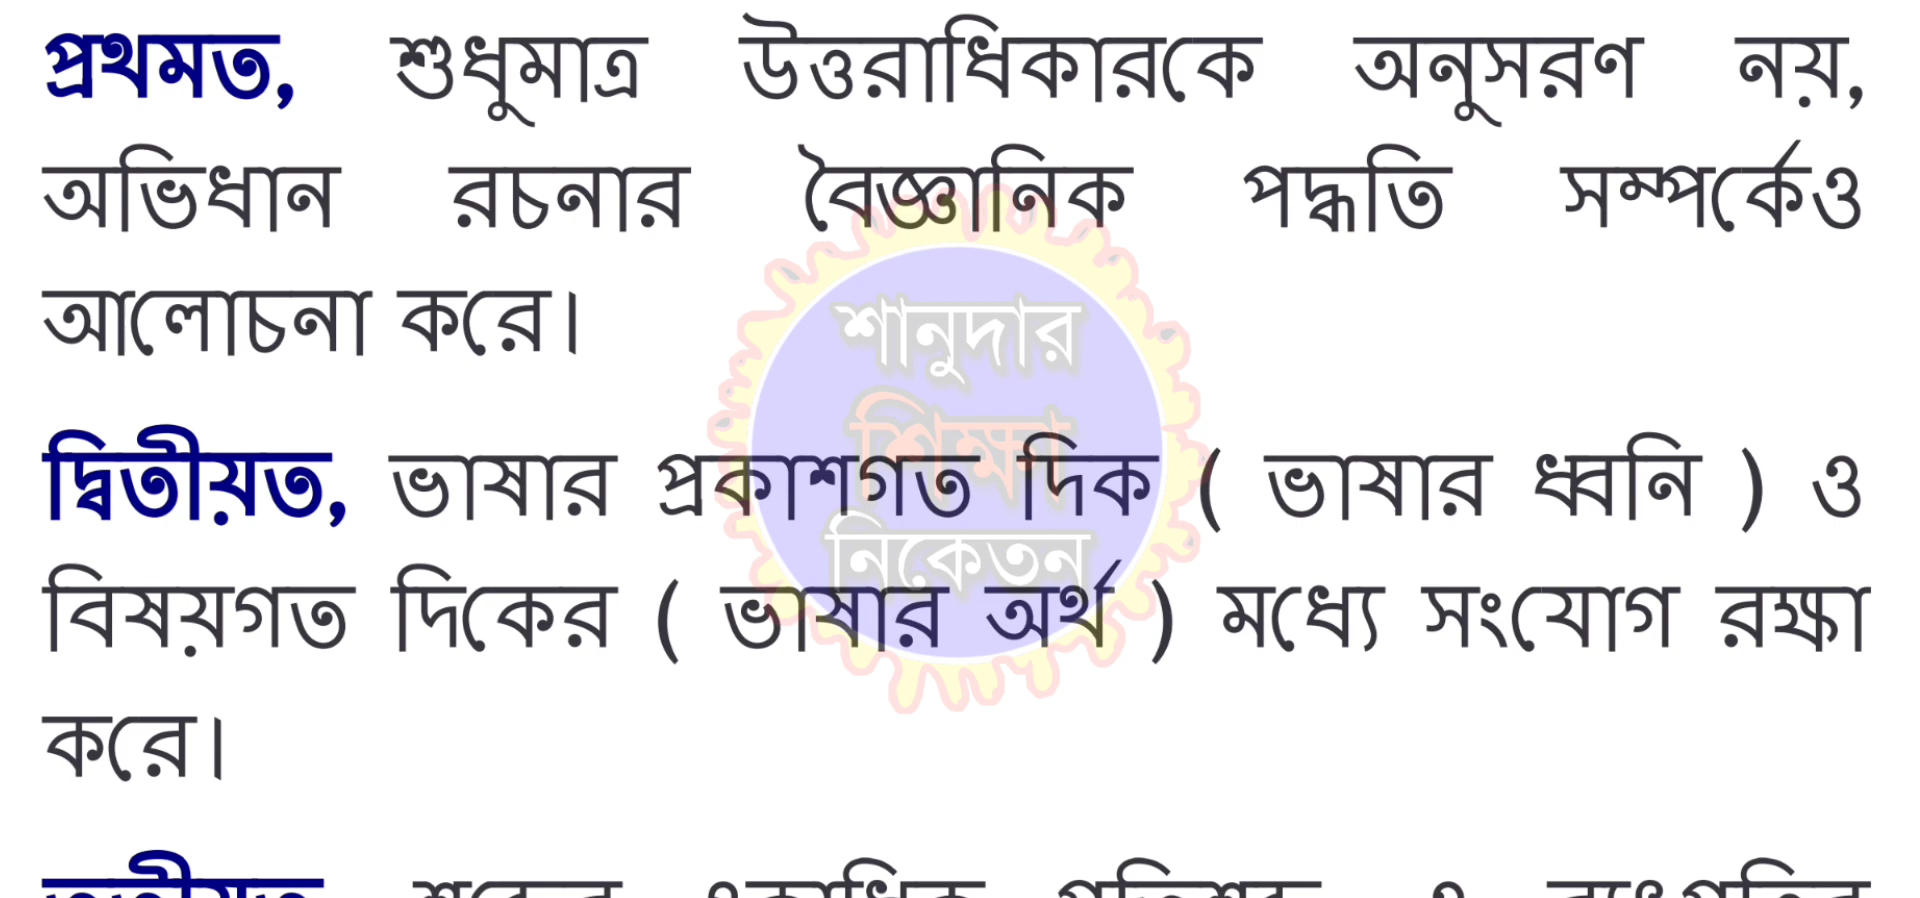 প্রথমত, শুধুমাত্র উত্তরাধিকারকে অনুসরণ নয়,
অভিধান রচনার বৈজ্ঞানিক পদ্ধতি সম্পর্কেও
আলোচনা করে।
শানুদার
শিক্ষা
নিকেতন
দ্বিতীয়ত, ভাষার প্রকাশগত দিক ( ভাষার ধ্বনি ) ও
বিষয়গত দিকের ( ভাষার অর্থ ) মধ্যে সংযোগ রক্ষা
করে।